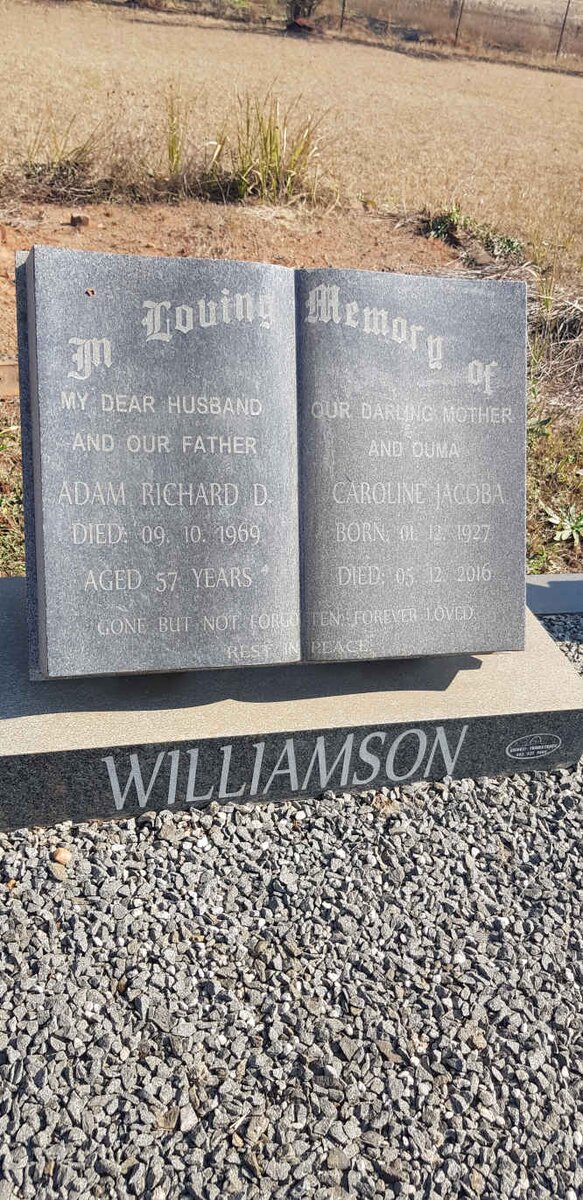 In Loving Memory of
MY DEAR HUSBAND
AND OUR FATHER
ADAM RICHARD D.
DIED: 09. 10. 1969
AGED 57 YEARS
OUR DARLING MOTHER
AND OUMA
CAROLINE JACOBA
BORN: 01. 12. 1927
DIED: 05. 12. 2016
GONE BUT NOT FORGOTTEN FOREVER LOVED
REST IN PEACE
WILLIAMSON